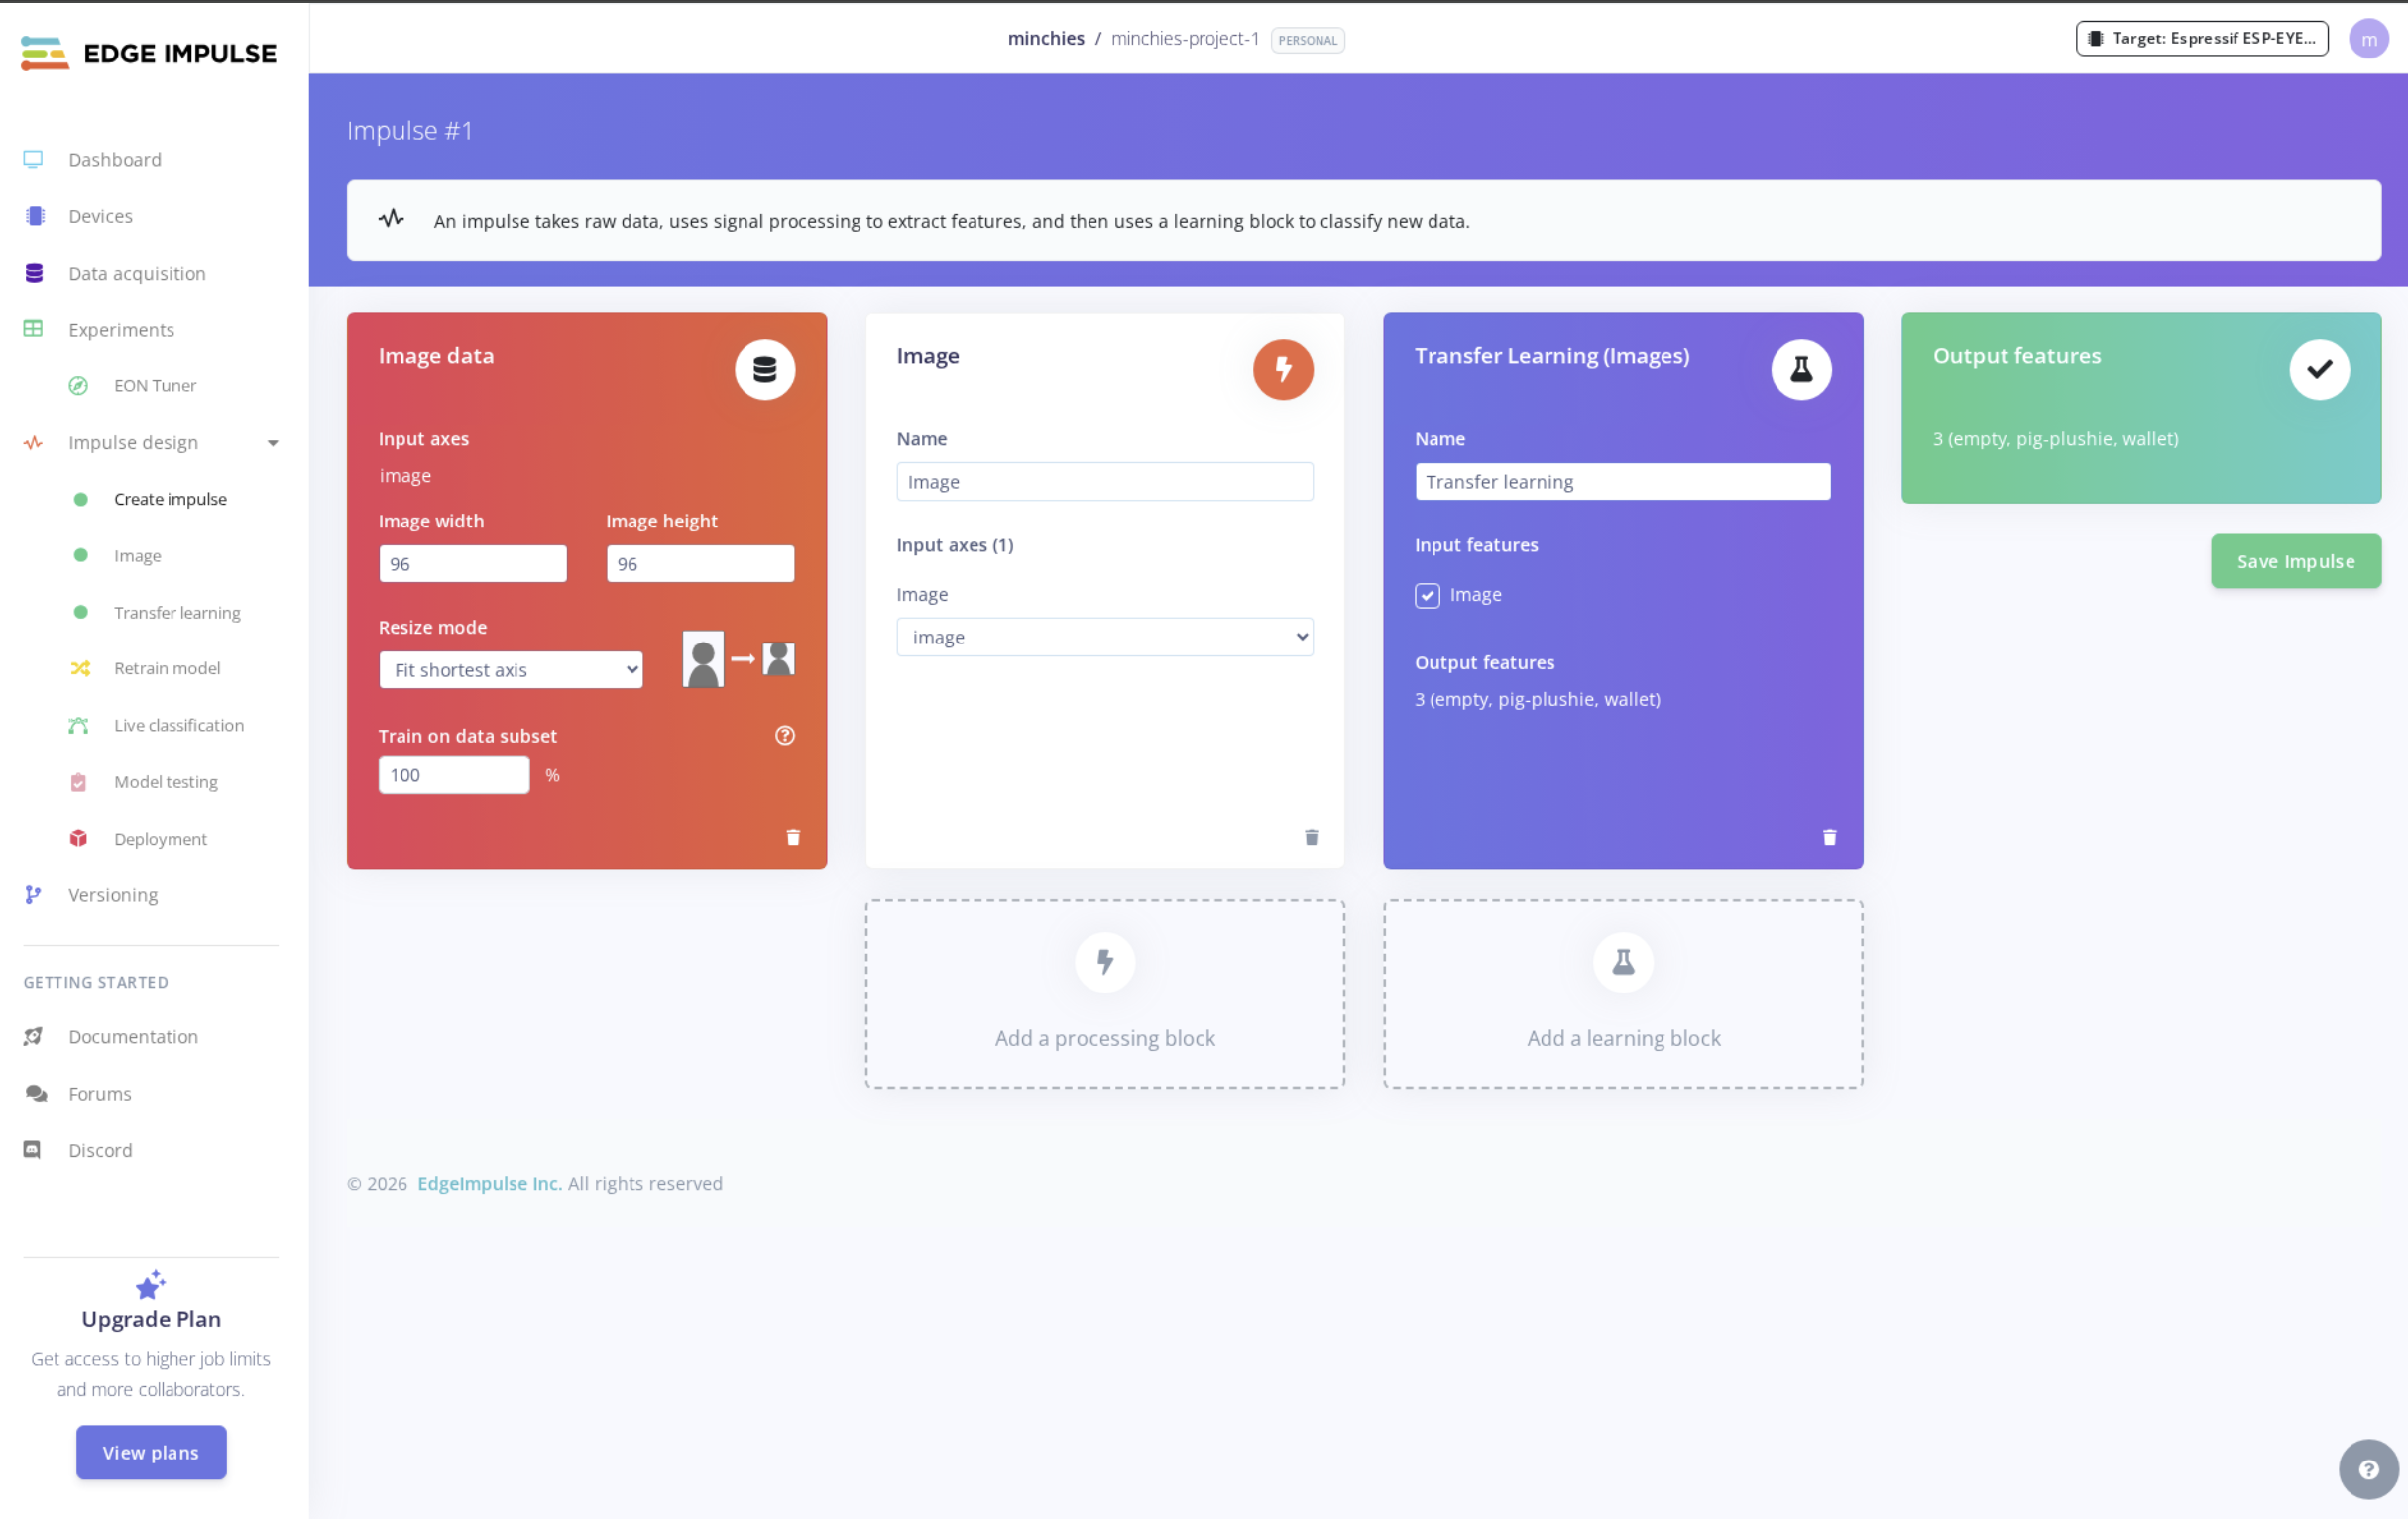 EDGE IMPULSE
minchies / minchies-project-1 PERSONAL
Target: Espressif ESP-EYE...
m
Dashboard
Devices
Data acquisition
Experiments
EON Tuner
Impulse design
Create impulse
Image
Transfer learning
Retrain model
Live classification
Model testing
Deployment
Versioning
GETTING STARTED
Documentation
Forums
Discord
Upgrade Plan
Get access to higher job limits
and more collaborators.
View plans
Impulse #1
An impulse takes raw data, uses signal processing to extract features, and then uses a learning block to classify new data.
Image data
Input axes
image
Image width Image height
96 96
Resize mode
Fit shortest axis
Train on data subset ?
100 %
Image
Name
Image
Input axes (1)
Image
image
Add a processing block
Transfer Learning (Images)
Name
Transfer learning
Input features
Image
Output features
3 (empty, pig-plushie, wallet)
Add a learning block
Output features
3 (empty, pig-plushie, wallet)
Save Impulse
© 2026 EdgeImpulse Inc. All rights reserved
?